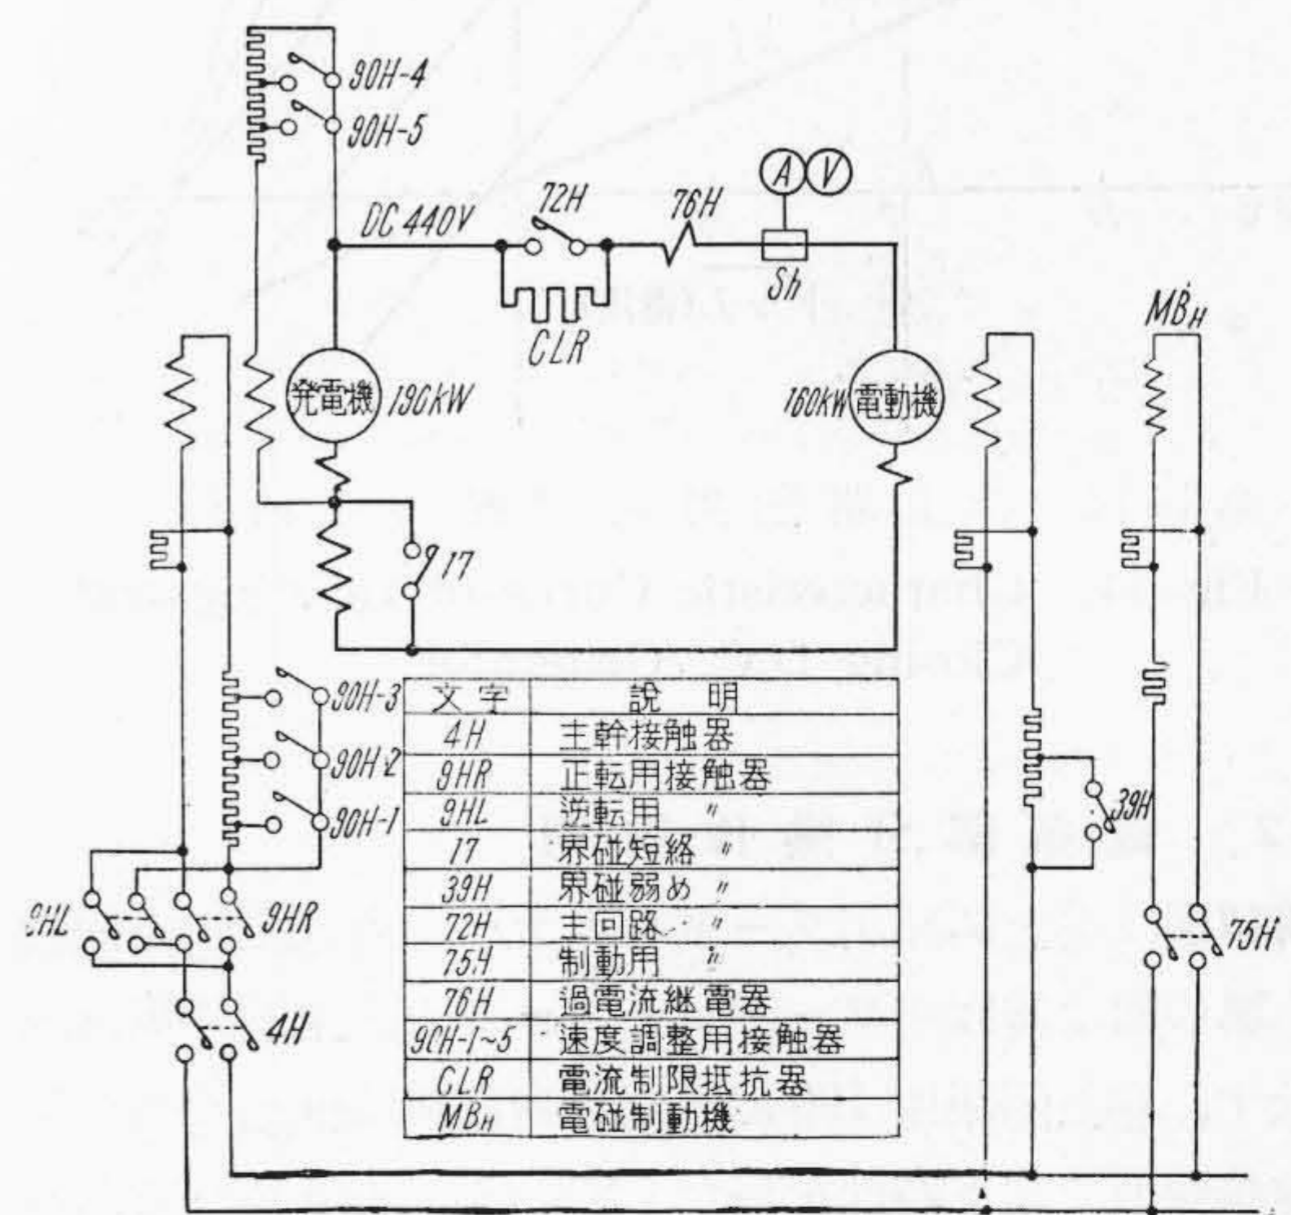 90H-4
90H-5
A V
72H
76H
DC 440V
Sh
CLR
MBH
発電機 190kW
160kW 電動機
17
90H-3
90H-2
90H-1
39H
9HL
9HR
75H
4H
文字 説明
4H 主幹接触器
9HR 正転用接触器
9HL 逆転用 〃
17 界磁短絡 〃
39H 界磁弱め 〃
72H 主回路 〃
75H 制動用 〃
76H 過電流継電器
90H-1~5 速度調整用接触器
CLR 電流制限抵抗器
MBH 電磁制動機